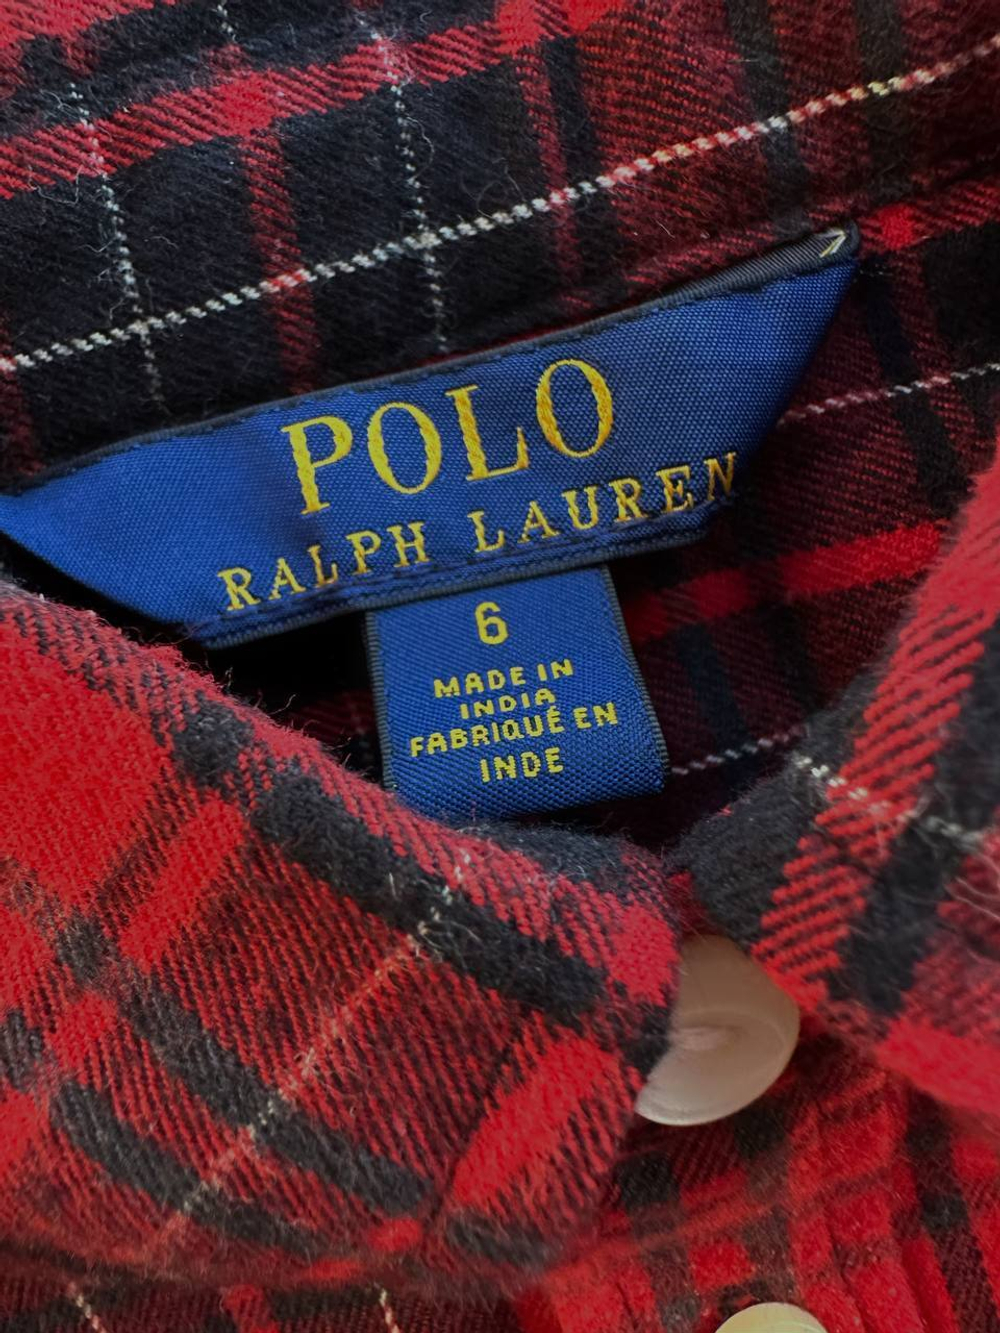 POLO
RALPH LAUREN
6
MADE IN
INDIA
FABRIQUÉ EN
INDE